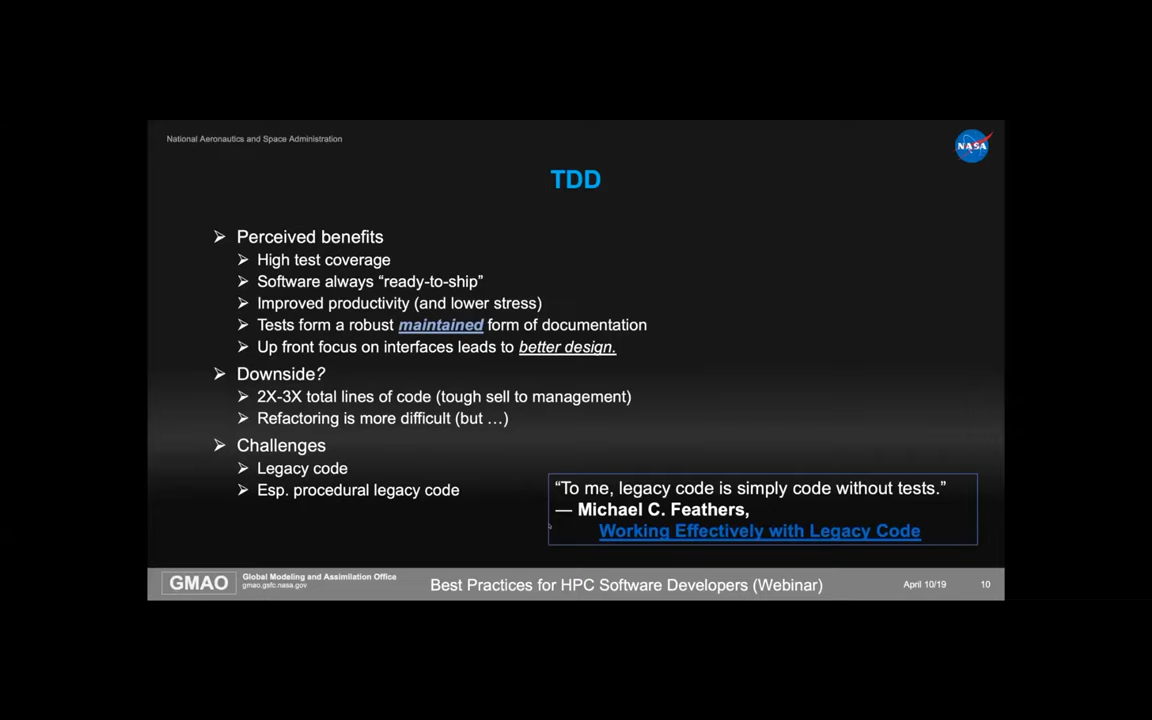 National Aeronautics and Space Administration
NASA
TDD
Perceived benefits
High test coverage
Software always “ready-to-ship”
Improved productivity (and lower stress)
Tests form a robust maintained form of documentation
Up front focus on interfaces leads to better design.
Downside?
2X-3X total lines of code (tough sell to management)
Refactoring is more difficult (but …)
Challenges
Legacy code
Esp. procedural legacy code
“To me, legacy code is simply code without tests.”
— Michael C. Feathers,
Working Effectively with Legacy Code
GMAO
Global Modeling and Assimilation Office
gmao.gsfc.nasa.gov
Best Practices for HPC Software Developers (Webinar)
April 10/19
10